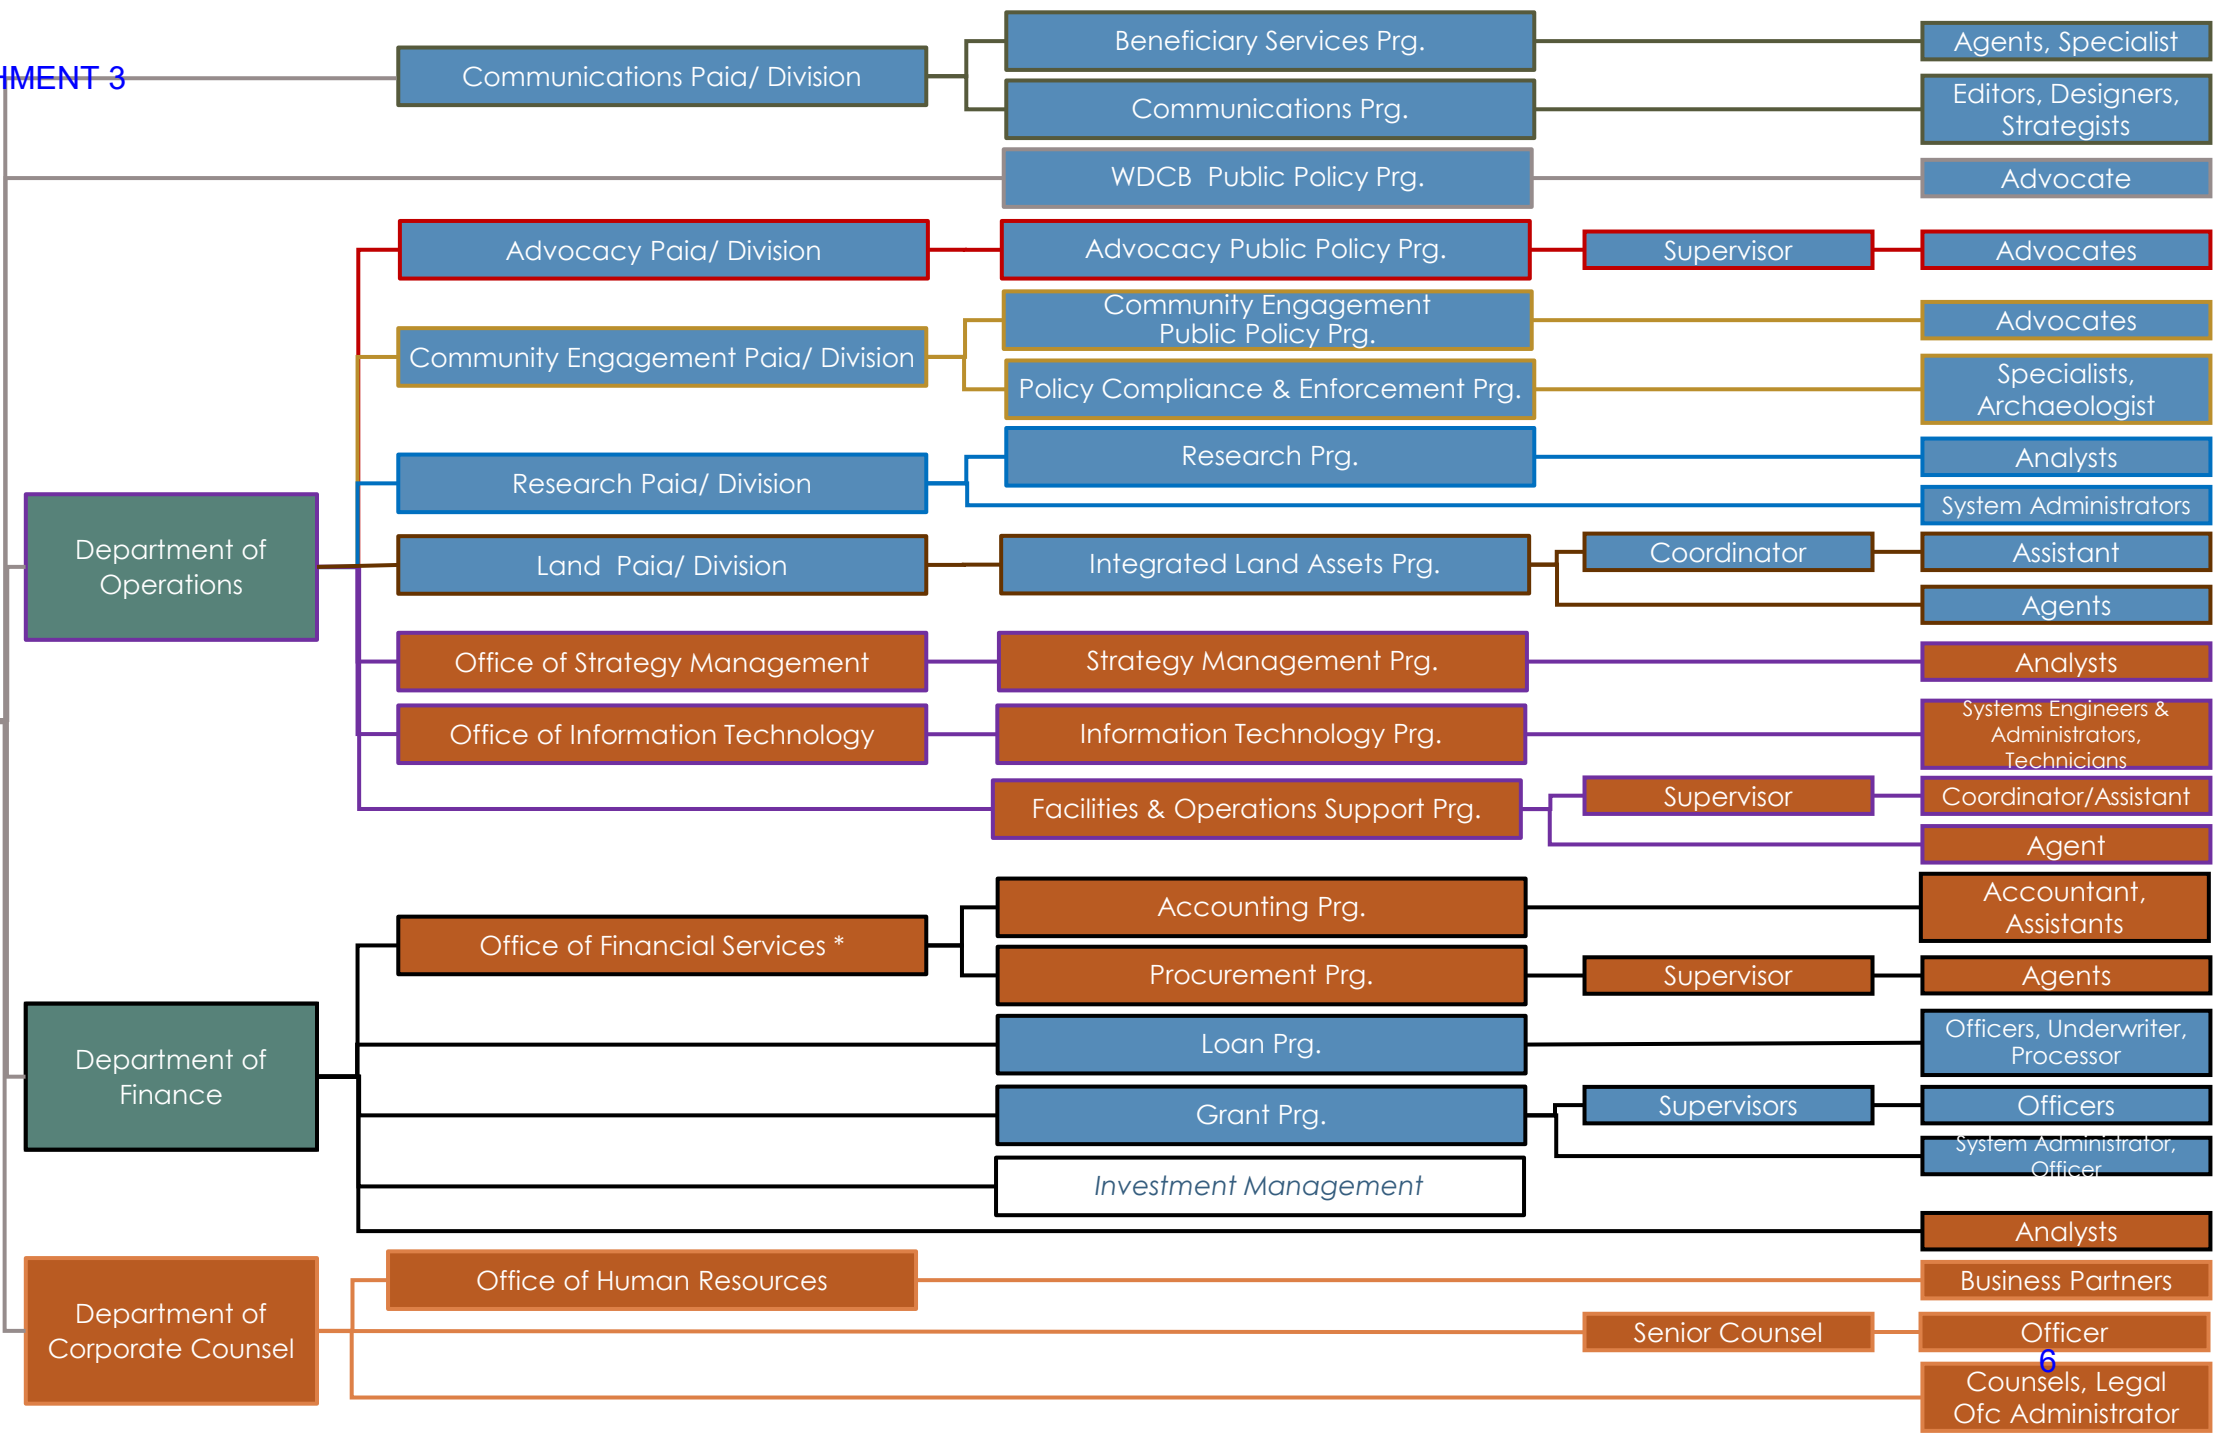 Beneficiary Services Prg.
Agents, Specialist
HMENT 3
Communications Paia/ Division
Communications Prg.
Editors, Designers,
Strategists
WDCB Public Policy Prg.
Advocate
Advocacy Paia/ Division
Advocacy Public Policy Prg.
Supervisor
Advocates
Community Engagement Paia/ Division
Community Engagement
Public Policy Prg.
Advocates
Policy Compliance & Enforcement Prg.
Specialists,
Archaeologist
Research Paia/ Division
Research Prg.
Analysts
System Administrators
Department of
Operations
Land Paia/ Division
Integrated Land Assets Prg.
Coordinator
Assistant
Agents
Office of Strategy Management
Strategy Management Prg.
Analysts
Office of Information Technology
Information Technology Prg.
Systems Engineers &
Administrators,
Technicians
Facilities & Operations Support Prg.
Supervisor
Coordinator/Assistant
Agent
Department of
Finance
Office of Financial Services *
Accounting Prg.
Accountant,
Assistants
Procurement Prg.
Supervisor
Agents
Loan Prg.
Officers, Underwriter,
Processor
Grant Prg.
Supervisors
Officers
System Administrator,
Officer
Investment Management
Analysts
Department of
Corporate Counsel
Office of Human Resources
Business Partners
Senior Counsel
Officer
6
Counsels, Legal
Ofc Administrator